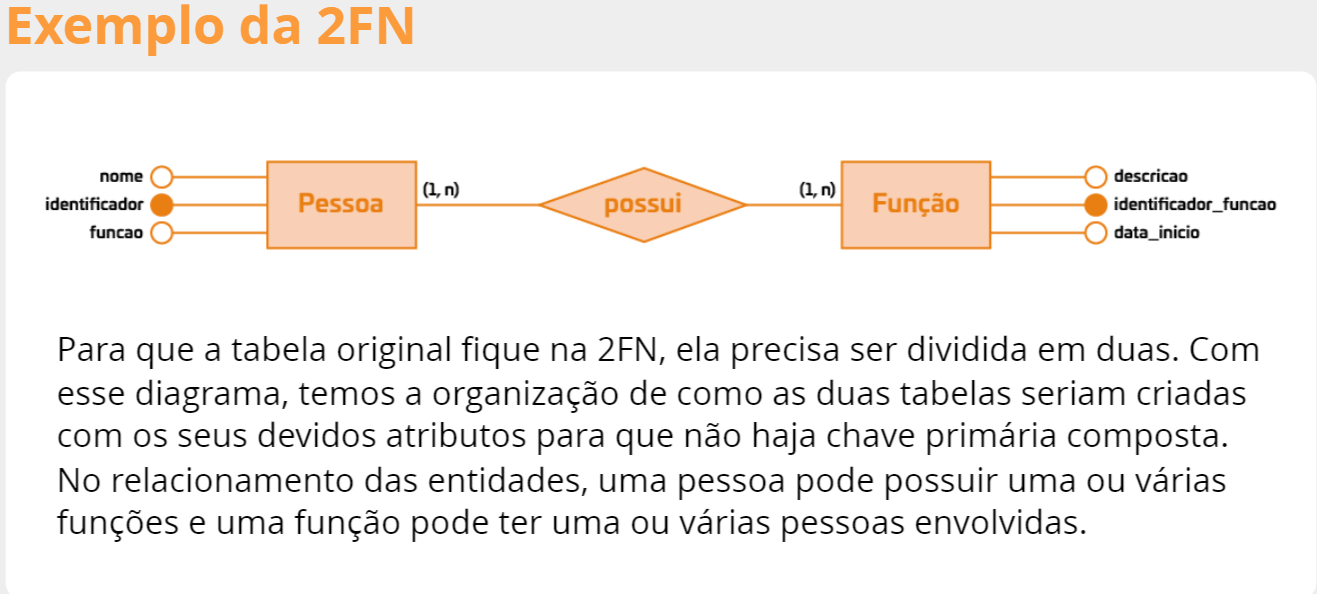 Exemplo da 2FN
nome
identificador
funcao
Pessoa
(1, n)
possui
(1, n)
Função
descricao
identificador_funcao
data_inicio
Para que a tabela original fique na 2FN, ela precisa ser dividida em duas. Com
esse diagrama, temos a organização de como as duas tabelas seriam criadas
com os seus devidos atributos para que não haja chave primária composta.
No relacionamento das entidades, uma pessoa pode possuir uma ou várias
funções e uma função pode ter uma ou várias pessoas envolvidas.